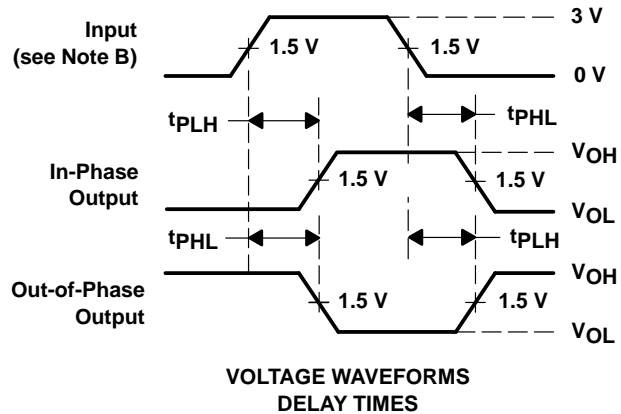 Input
(see Note B)
1.5 V
1.5 V
3 V
0 V
tPLH
tPHL
In-Phase
Output
1.5 V
1.5 V
VOH
VOL
tPHL
tPLH
Out-of-Phase
Output
1.5 V
1.5 V
VOH
VOL
VOLTAGE WAVEFORMS
DELAY TIMES